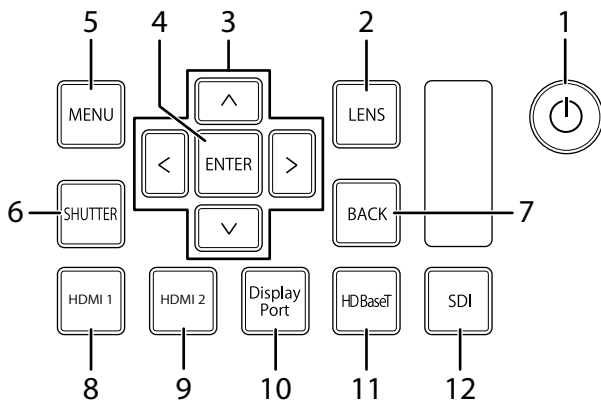 5 4 3 2 1
MENU
LENS
ENTER
6 SHUTTER
BACK 7
HDMI 1
HDMI 2
Display
Port
HDBaseT
SDI
8 9 10 11 12